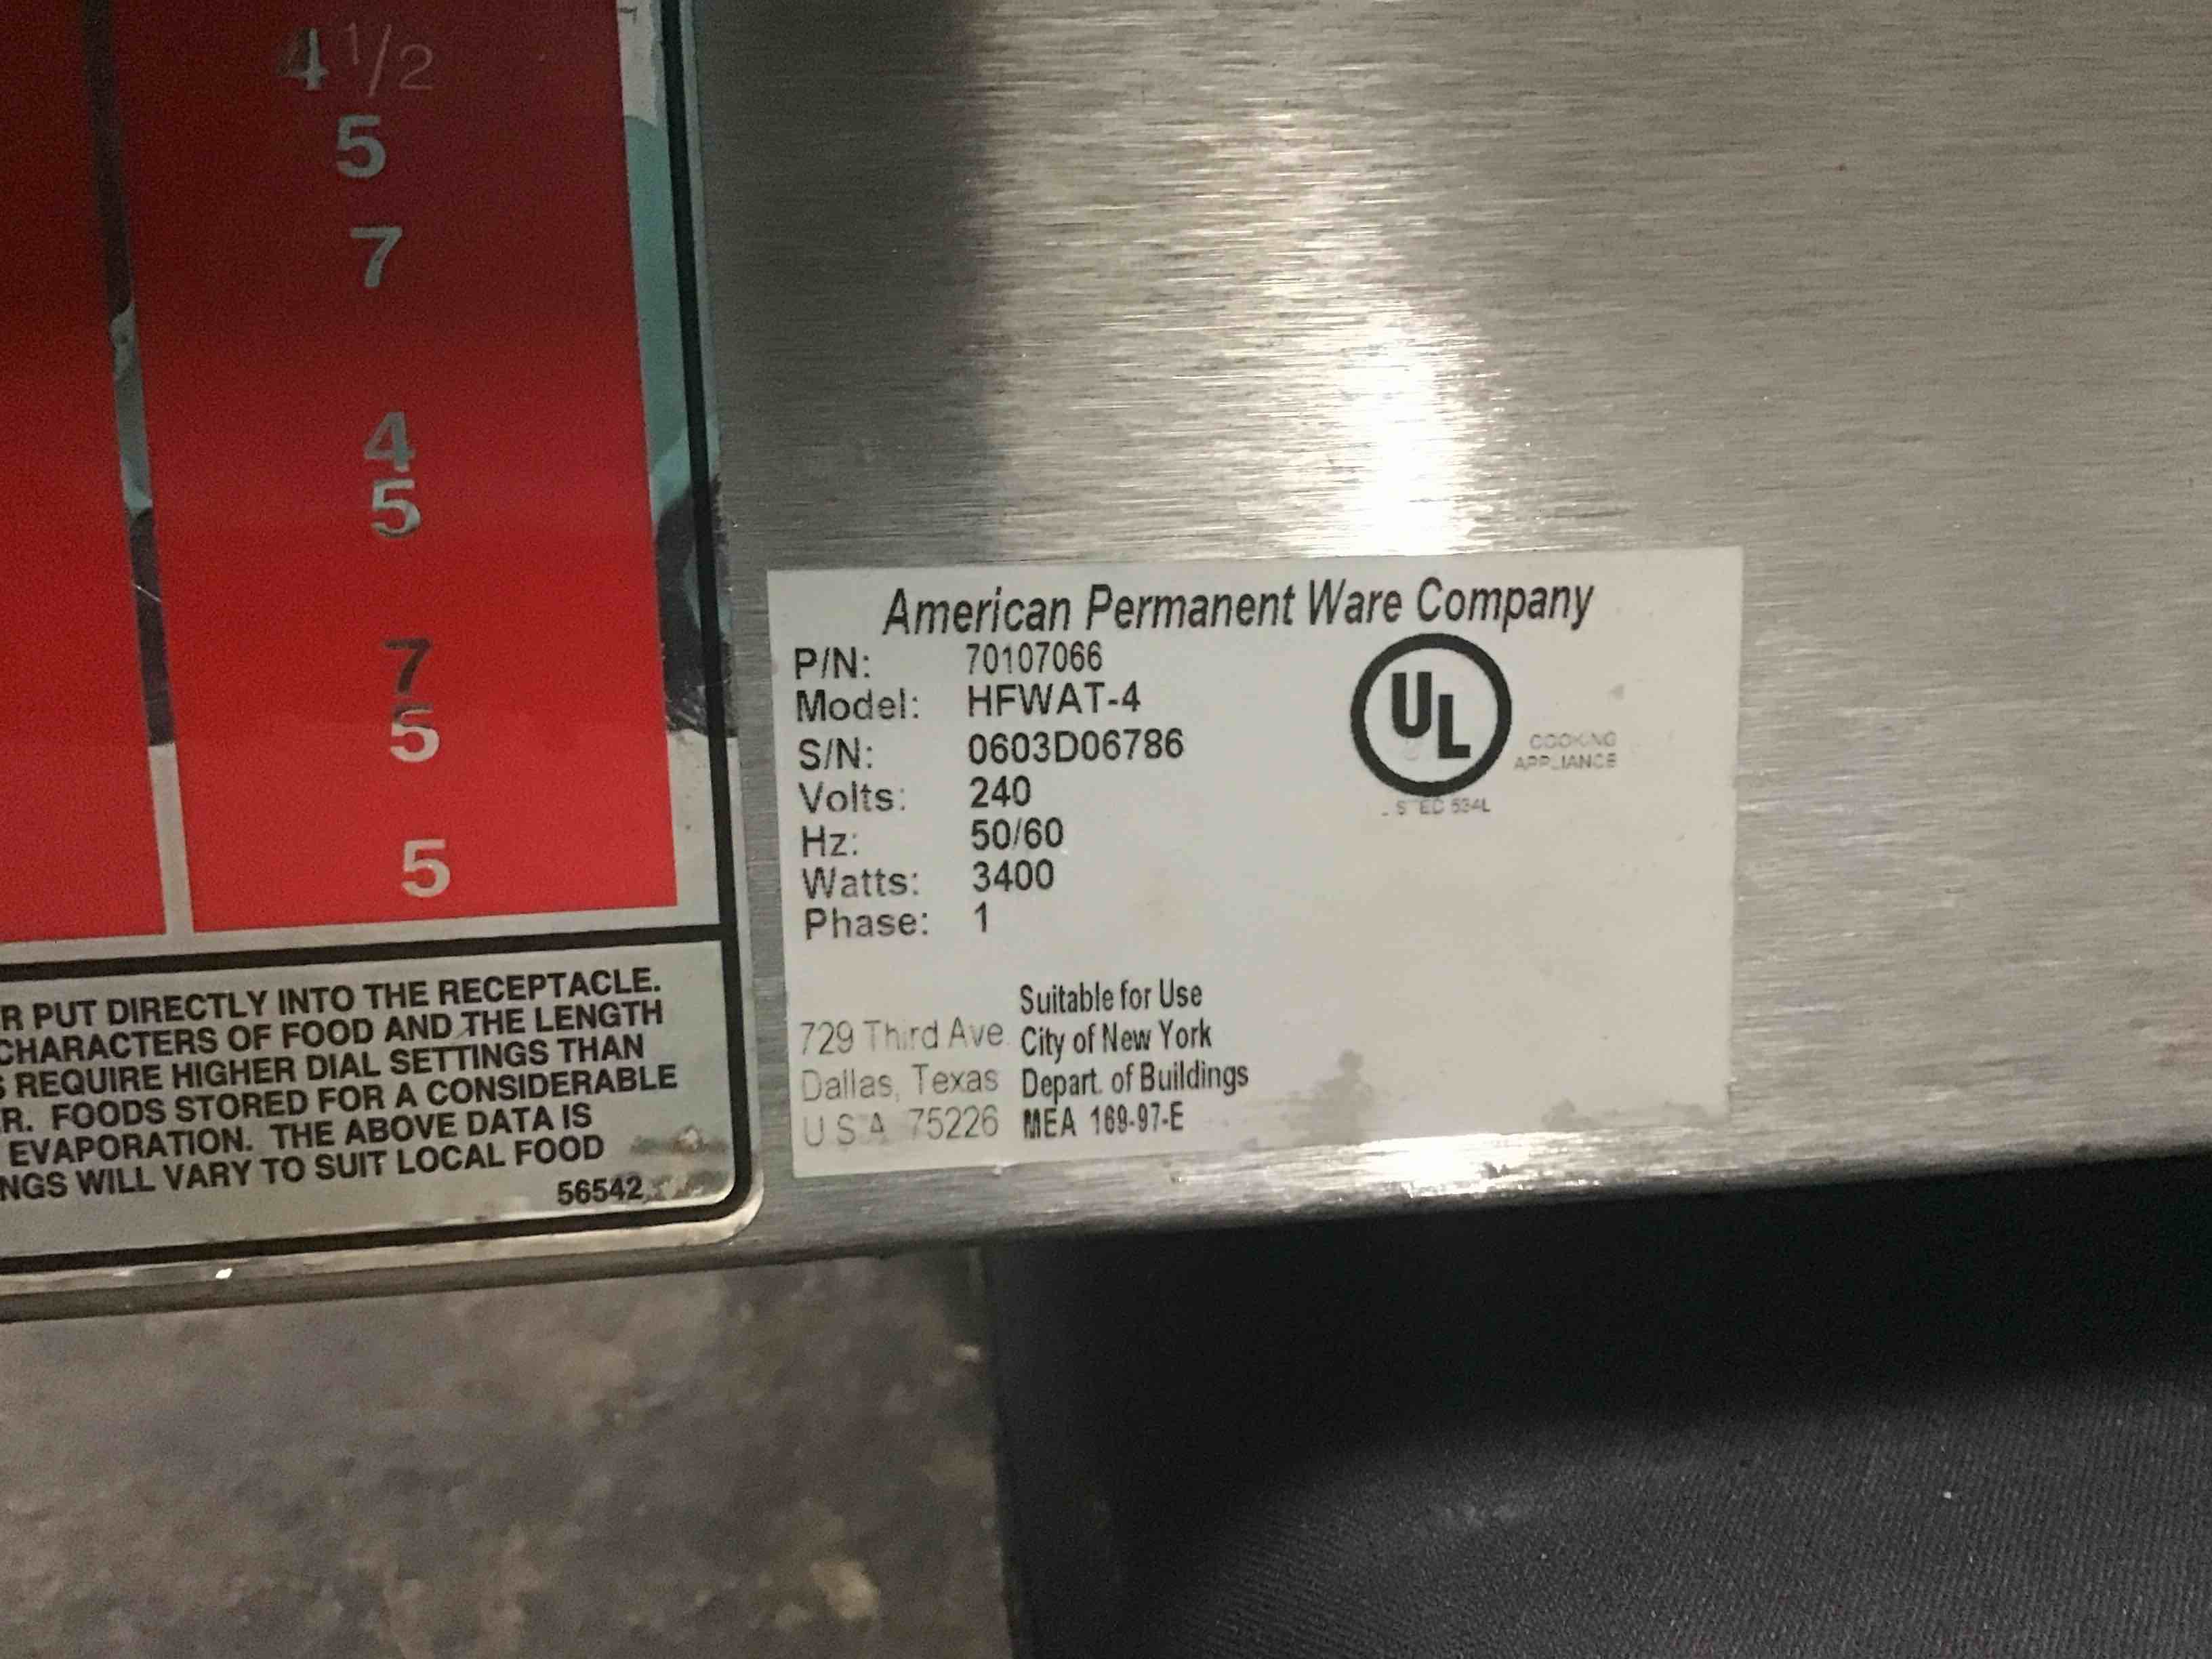 4 1/2
5
7
4
5
7
5
5
R PUT DIRECTLY INTO THE RECEPTACLE.
CHARACTERS OF FOOD AND THE LENGTH
S REQUIRE HIGHER DIAL SETTINGS THAN
R. FOODS STORED FOR A CONSIDERABLE
EVAPORATION. THE ABOVE DATA IS
NGS WILL VARY TO SUIT LOCAL FOOD
56542
American Permanent Ware Company
P/N: 70107066
Model: HFWAT-4
S/N: 0603D06786
Volts: 240
Hz: 50/60
Watts: 3400
Phase: 1
UL
COOKING
APPLIANCE
LISTED 534L
Suitable for Use
729 Third Ave. City of New York
Dallas, Texas Depart. of Buildings
U S A 75226 MEA 169-97-E